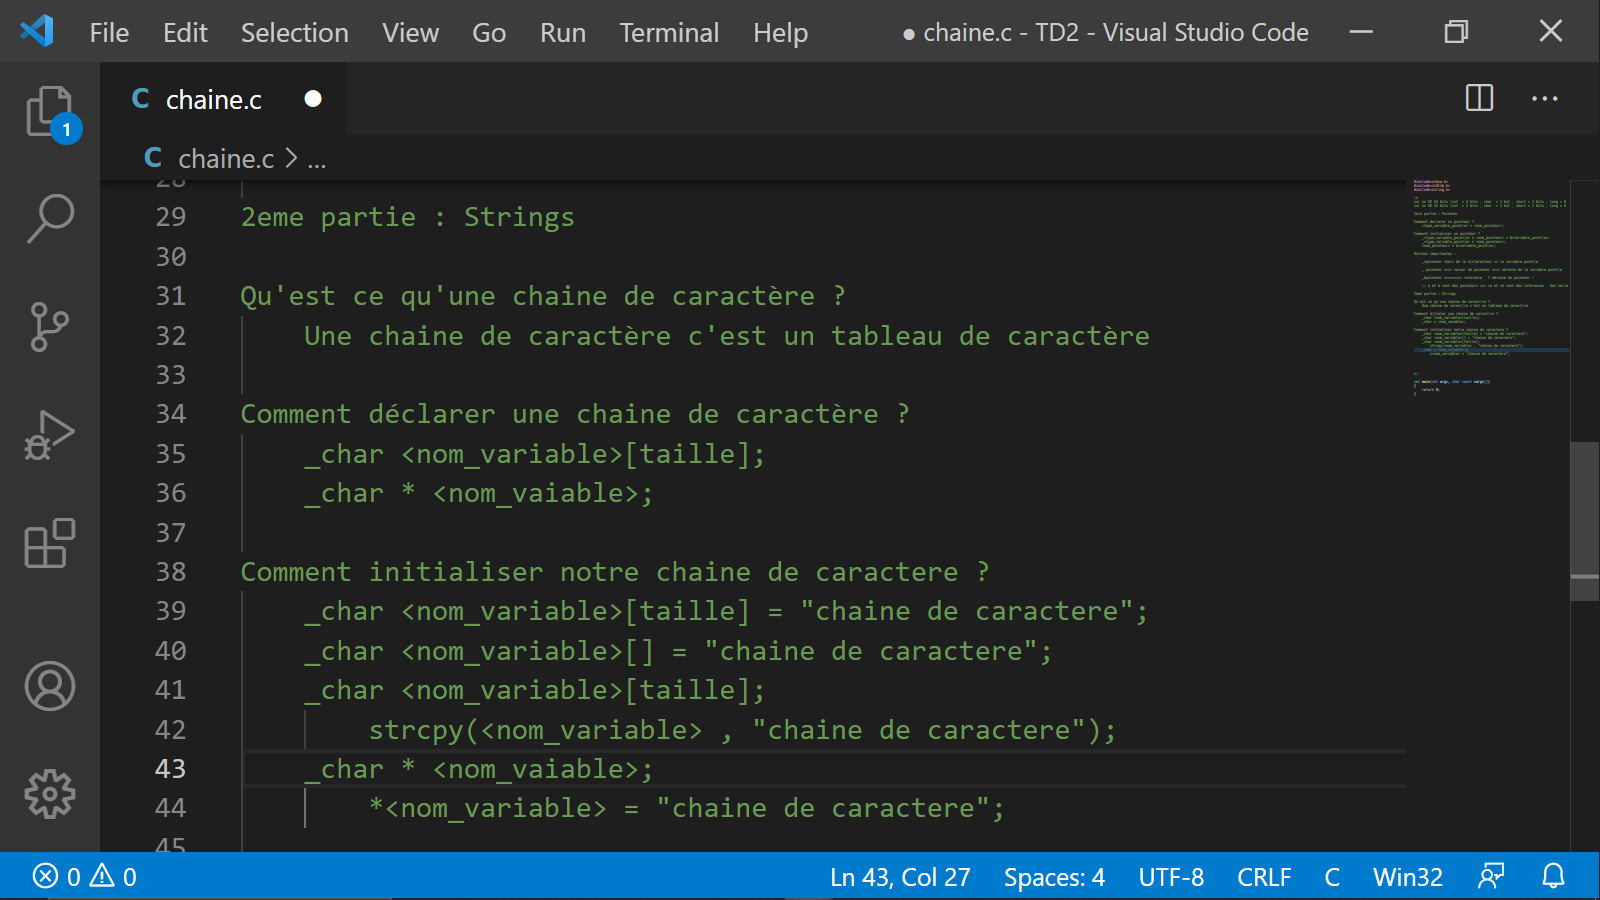 File Edit Selection View Go Run Terminal Help ● chaine.c - TD2 - Visual Studio Code
C chaine.c ●
1
C chaine.c > ...
28
29 2eme partie : Strings
30
31 Qu'est ce qu'une chaine de caractère ?
32 Une chaine de caractère c'est un tableau de caractère
33
34 Comment déclarer une chaine de caractère ?
35 _char <nom_variable>[taille];
36 _char * <nom_vaiable>;
37
38 Comment initialiser notre chaine de caractere ?
39 _char <nom_variable>[taille] = "chaine de caractere";
40 _char <nom_variable>[] = "chaine de caractere";
41 _char <nom_variable>[taille];
42 strcpy(<nom_variable> , "chaine de caractere");
43 _char * <nom_vaiable>;
44 *<nom_variable> = "chaine de caractere";
45
0 0 Ln 43, Col 27 Spaces: 4 UTF-8 CRLF C Win32